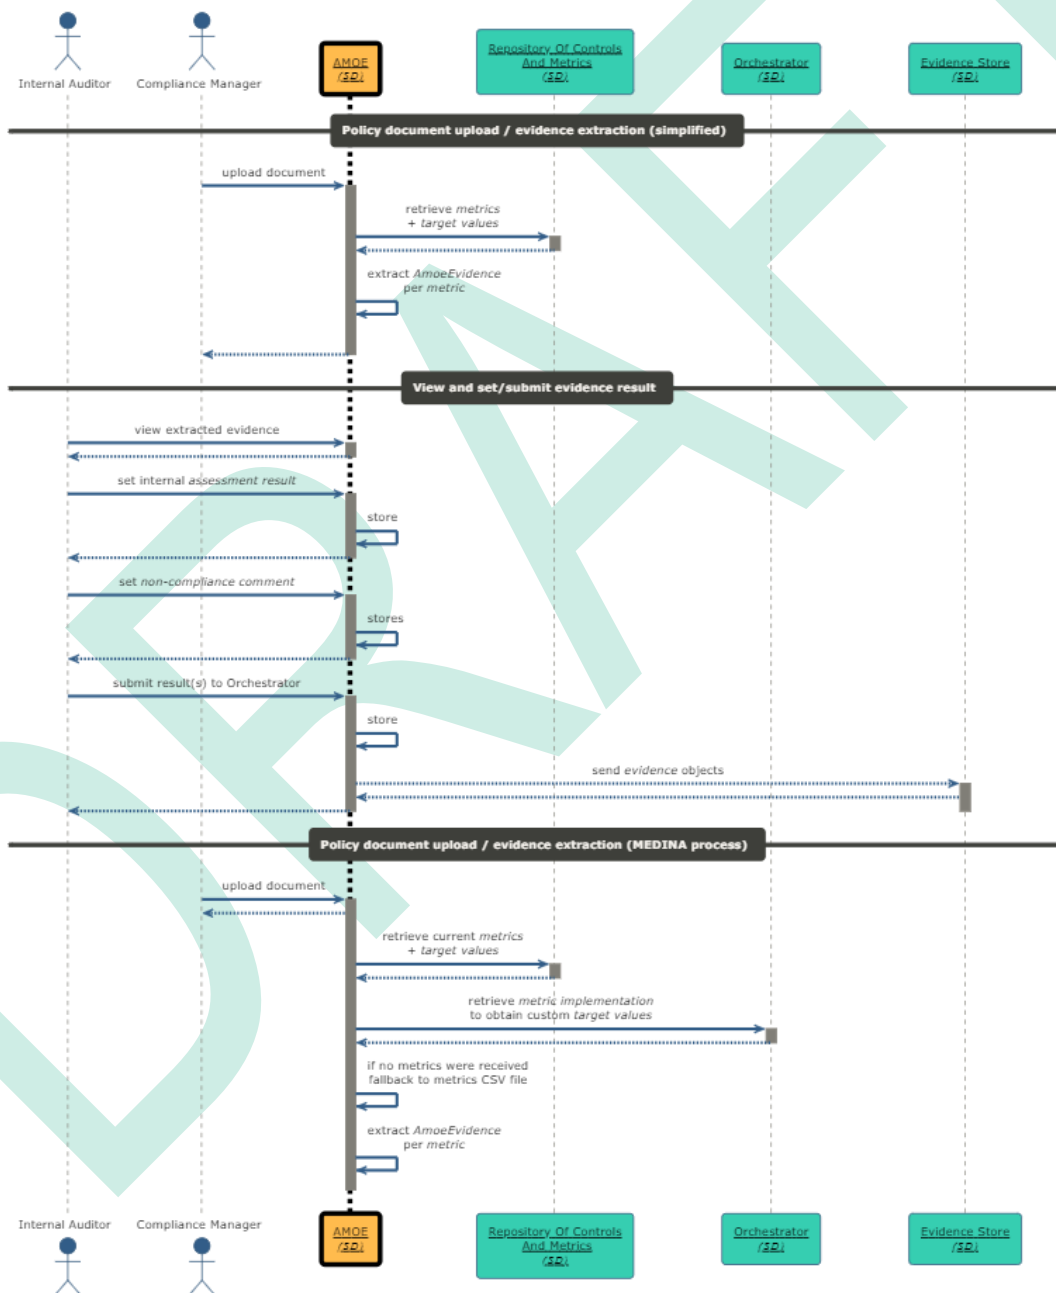 Internal Auditor
Compliance Manager
AMOE
(SD)
Repository Of Controls
And Metrics
(SD)
Orchestrator
(SD)
Evidence Store
(SD)
Policy document upload / evidence extraction (simplified)
upload document
retrieve metrics
+ target values
extract AmoeEvidence
per metric
View and set/submit evidence result
view extracted evidence
set internal assessment result
store
set non-compliance comment
stores
submit result(s) to Orchestrator
store
send evidence objects
Policy document upload / evidence extraction (MEDINA process)
upload document
retrieve current metrics
+ target values
retrieve metric implementation
to obtain custom target values
if no metrics were received
fallback to metrics CSV file
extract AmoeEvidence
per metric
Internal Auditor
Compliance Manager
AMOE
(SD)
Repository Of Controls
And Metrics
(SD)
Orchestrator
(SD)
Evidence Store
(SD)
DRAFT